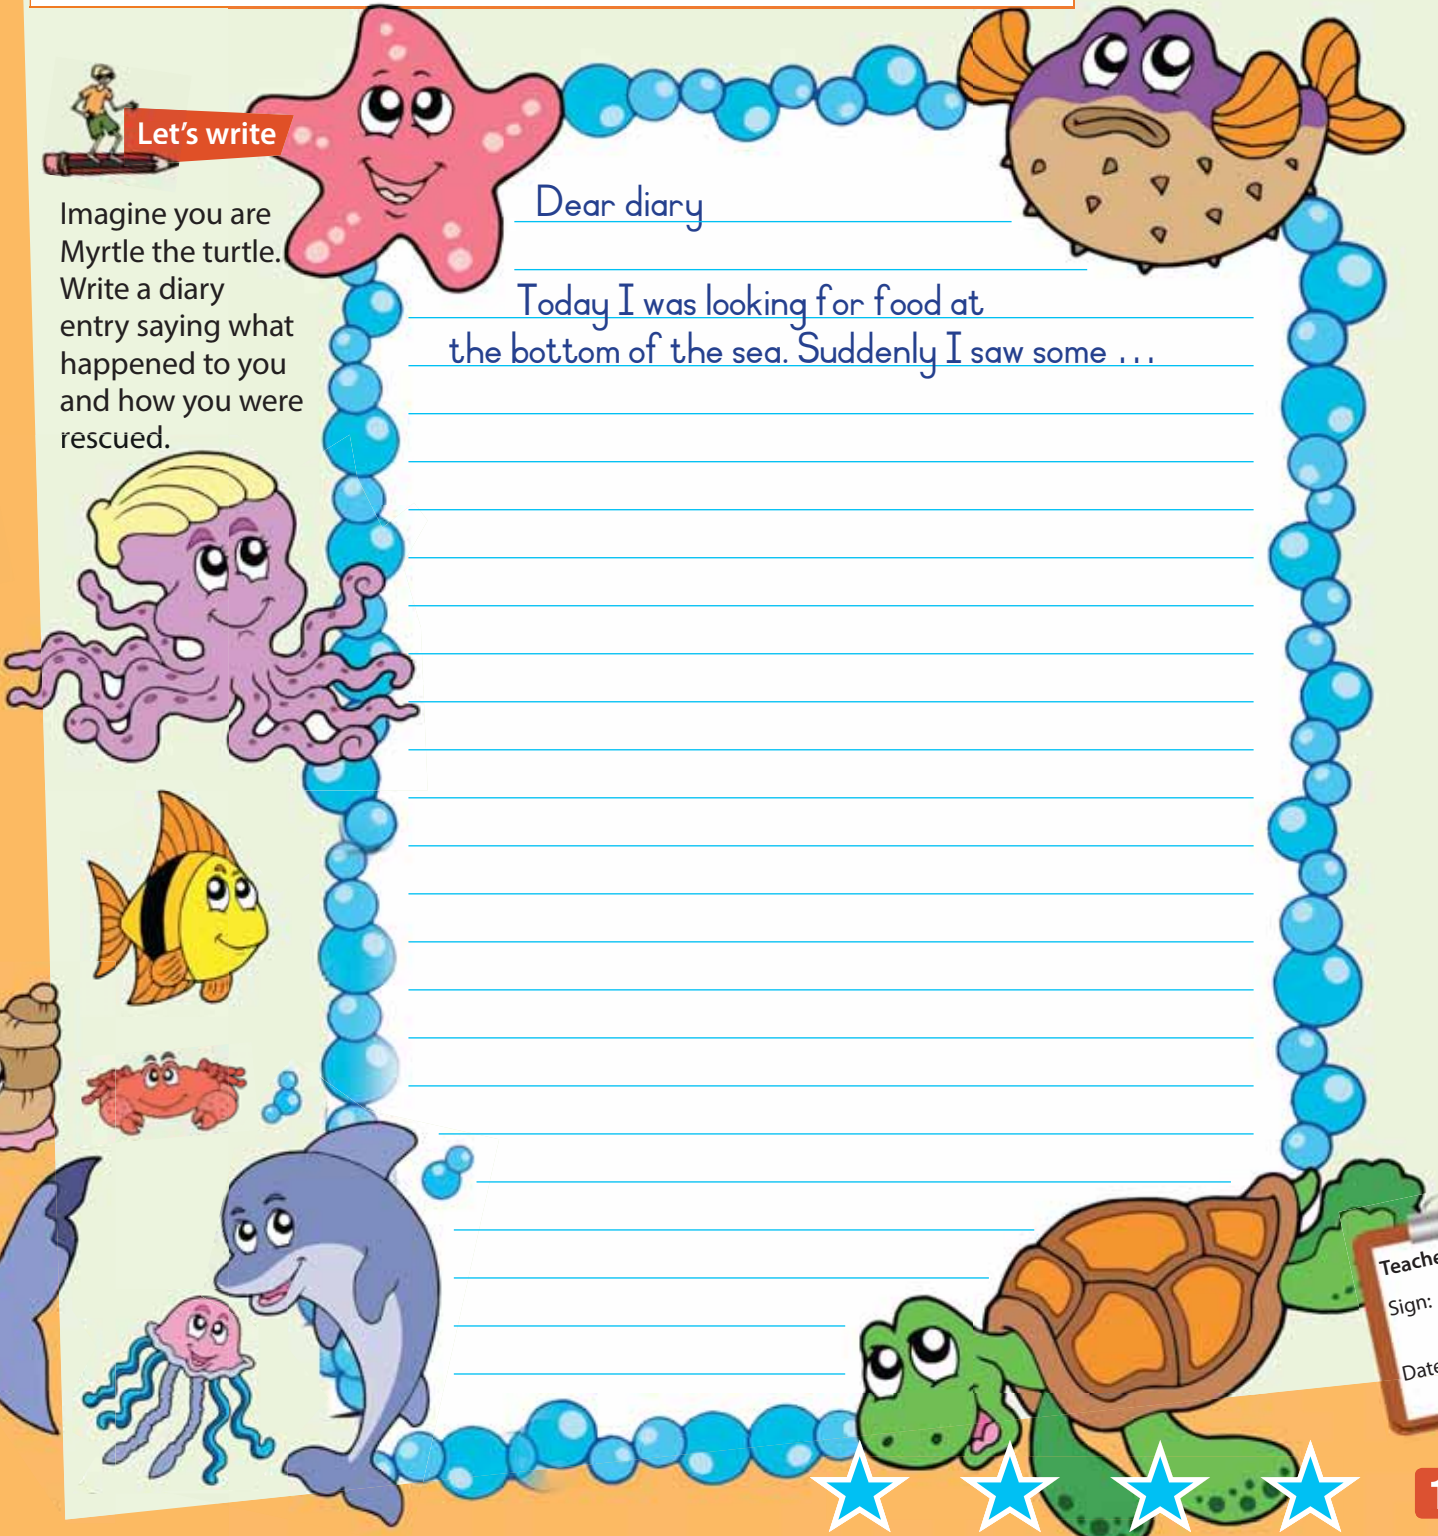 Let's write
Imagine you are
Myrtle the turtle.
Write a diary
entry saying what
happened to you
and how you were
rescued.
Dear diary
Today I was looking for food at
the bottom of the sea. Suddenly I saw some ...
Sign: